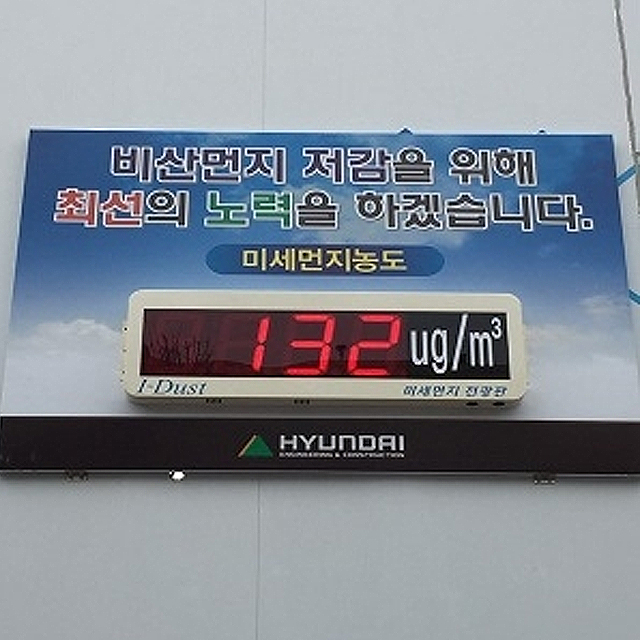 비산먼지 저감을 위해
최선의 노력을 하겠습니다.
미세먼지농도
132 ug/m³
I-Dust 미세먼지 전광판
HYUNDAI
ENGINEERING & CONSTRUCTION